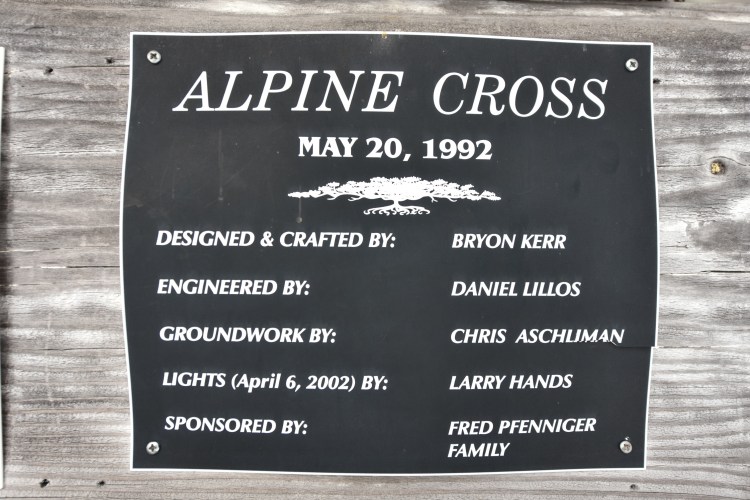 ALPINE CROSS
MAY 20, 1992
DESIGNED & CRAFTED BY: BRYON KERR
ENGINEERED BY: DANIEL LILLOS
GROUNDWORK BY: CHRIS ASCHLIMAN
LIGHTS (April 6, 2002) BY: LARRY HANDS
SPONSORED BY: FRED PFENNIGER
FAMILY